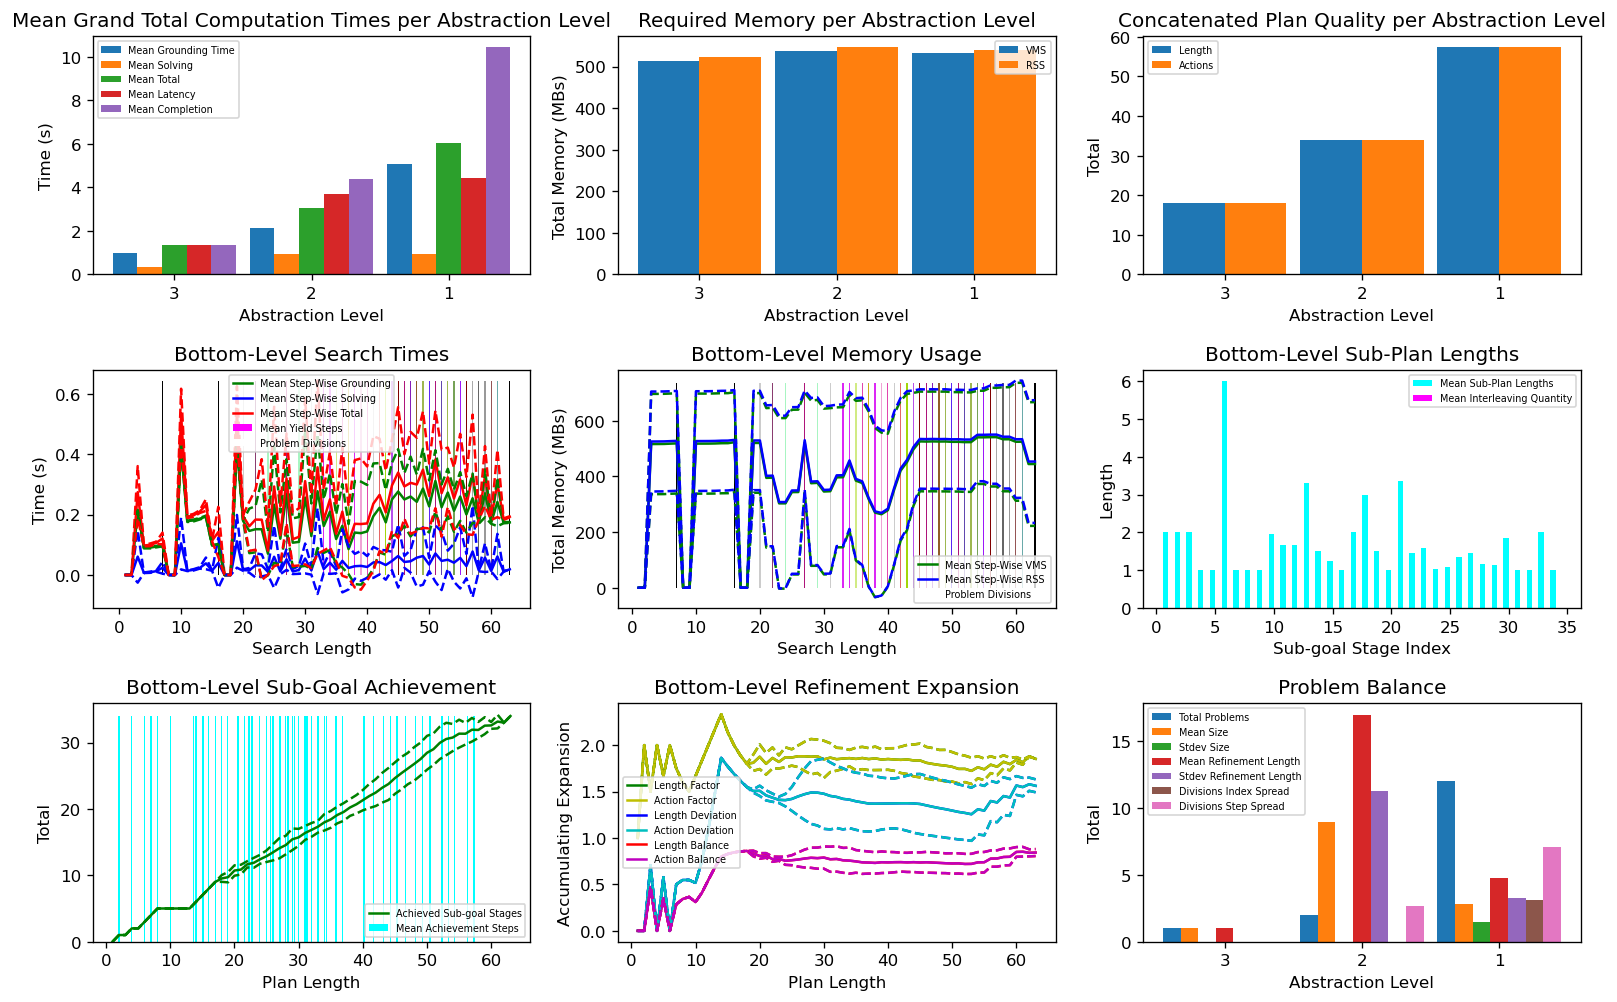 Mean Grand Total Computation Times per Abstraction Level
Time (s)
10
8
6
4
2
0
Mean Grounding Time
Mean Solving
Mean Total
Mean Latency
Mean Completion
3 2 1
Abstraction Level
Required Memory per Abstraction Level
Total Memory (MBs)
500
400
300
200
100
0
VMS
RSS
3 2 1
Abstraction Level
Concatenated Plan Quality per Abstraction Level
Total
60
50
40
30
20
10
0
Length
Actions
3 2 1
Abstraction Level
Bottom-Level Search Times
Time (s)
0.6
0.4
0.2
0.0
Mean Step-Wise Grounding
Mean Step-Wise Solving
Mean Step-Wise Total
Mean Yield Steps
Problem Divisions
0 10 20 30 40 50 60
Search Length
Bottom-Level Memory Usage
Total Memory (MBs)
600
400
200
0
Mean Step-Wise VMS
Mean Step-Wise RSS
Problem Divisions
0 10 20 30 40 50 60
Search Length
Bottom-Level Sub-Plan Lengths
Length
6
5
4
3
2
1
0
Mean Sub-Plan Lengths
Mean Interleaving Quantity
0 5 10 15 20 25 30 35
Sub-goal Stage Index
Bottom-Level Sub-Goal Achievement
Total
30
20
10
0
Achieved Sub-goal Stages
Mean Achievement Steps
0 10 20 30 40 50 60
Plan Length
Bottom-Level Refinement Expansion
Accumulating Expansion
2.0
1.5
1.0
0.5
0.0
Length Factor
Action Factor
Length Deviation
Action Deviation
Length Balance
Action Balance
0 10 20 30 40 50 60
Plan Length
Problem Balance
Total
15
10
5
0
Total Problems
Mean Size
Stdev Size
Mean Refinement Length
Stdev Refinement Length
Divisions Index Spread
Divisions Step Spread
3 2 1
Abstraction Level